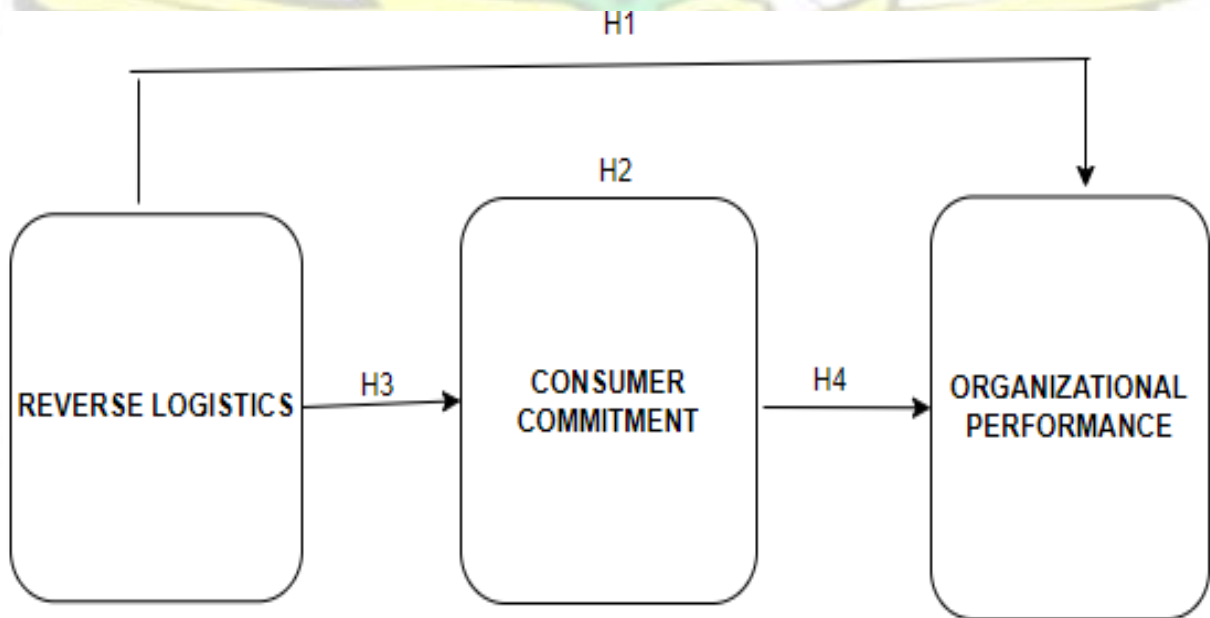 H1
H2
REVERSE LOGISTICS
H3
CONSUMER
COMMITMENT
H4
ORGANIZATIONAL
PERFORMANCE